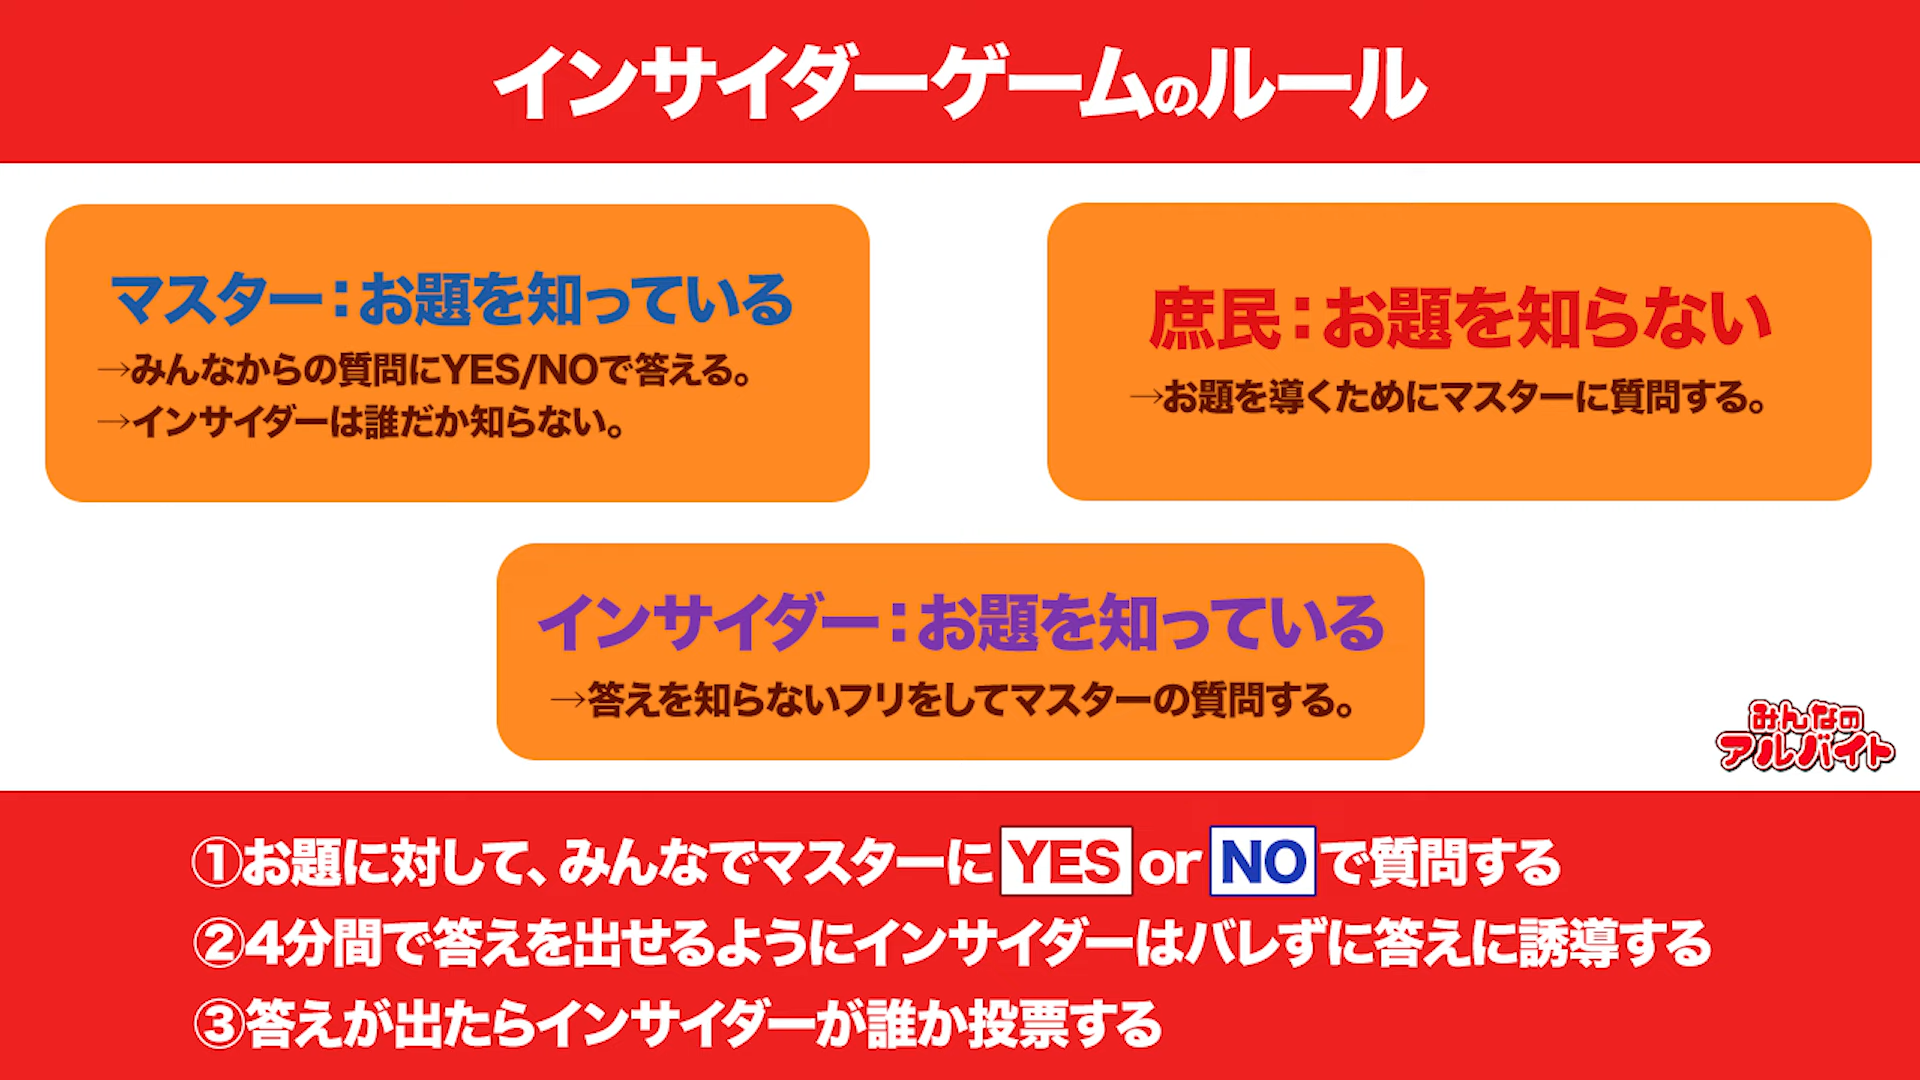 インサイダーゲームのルール
マスター：お題を知っている
→みんなからの質問にYES/NOで答える。
→インサイダーは誰だか知らない。
庶民：お題を知らない
→お題を導くためにマスターに質問する。
インサイダー：お題を知っている
→答えを知らないフリをしてマスターの質問する。
みんなの
アルバイト
①お題に対して、みんなでマスターにYES or NOで質問する
②4分間で答えを出せるようにインサイダーはバレずに答えに誘導する
③答えが出たらインサイダーが誰か投票する